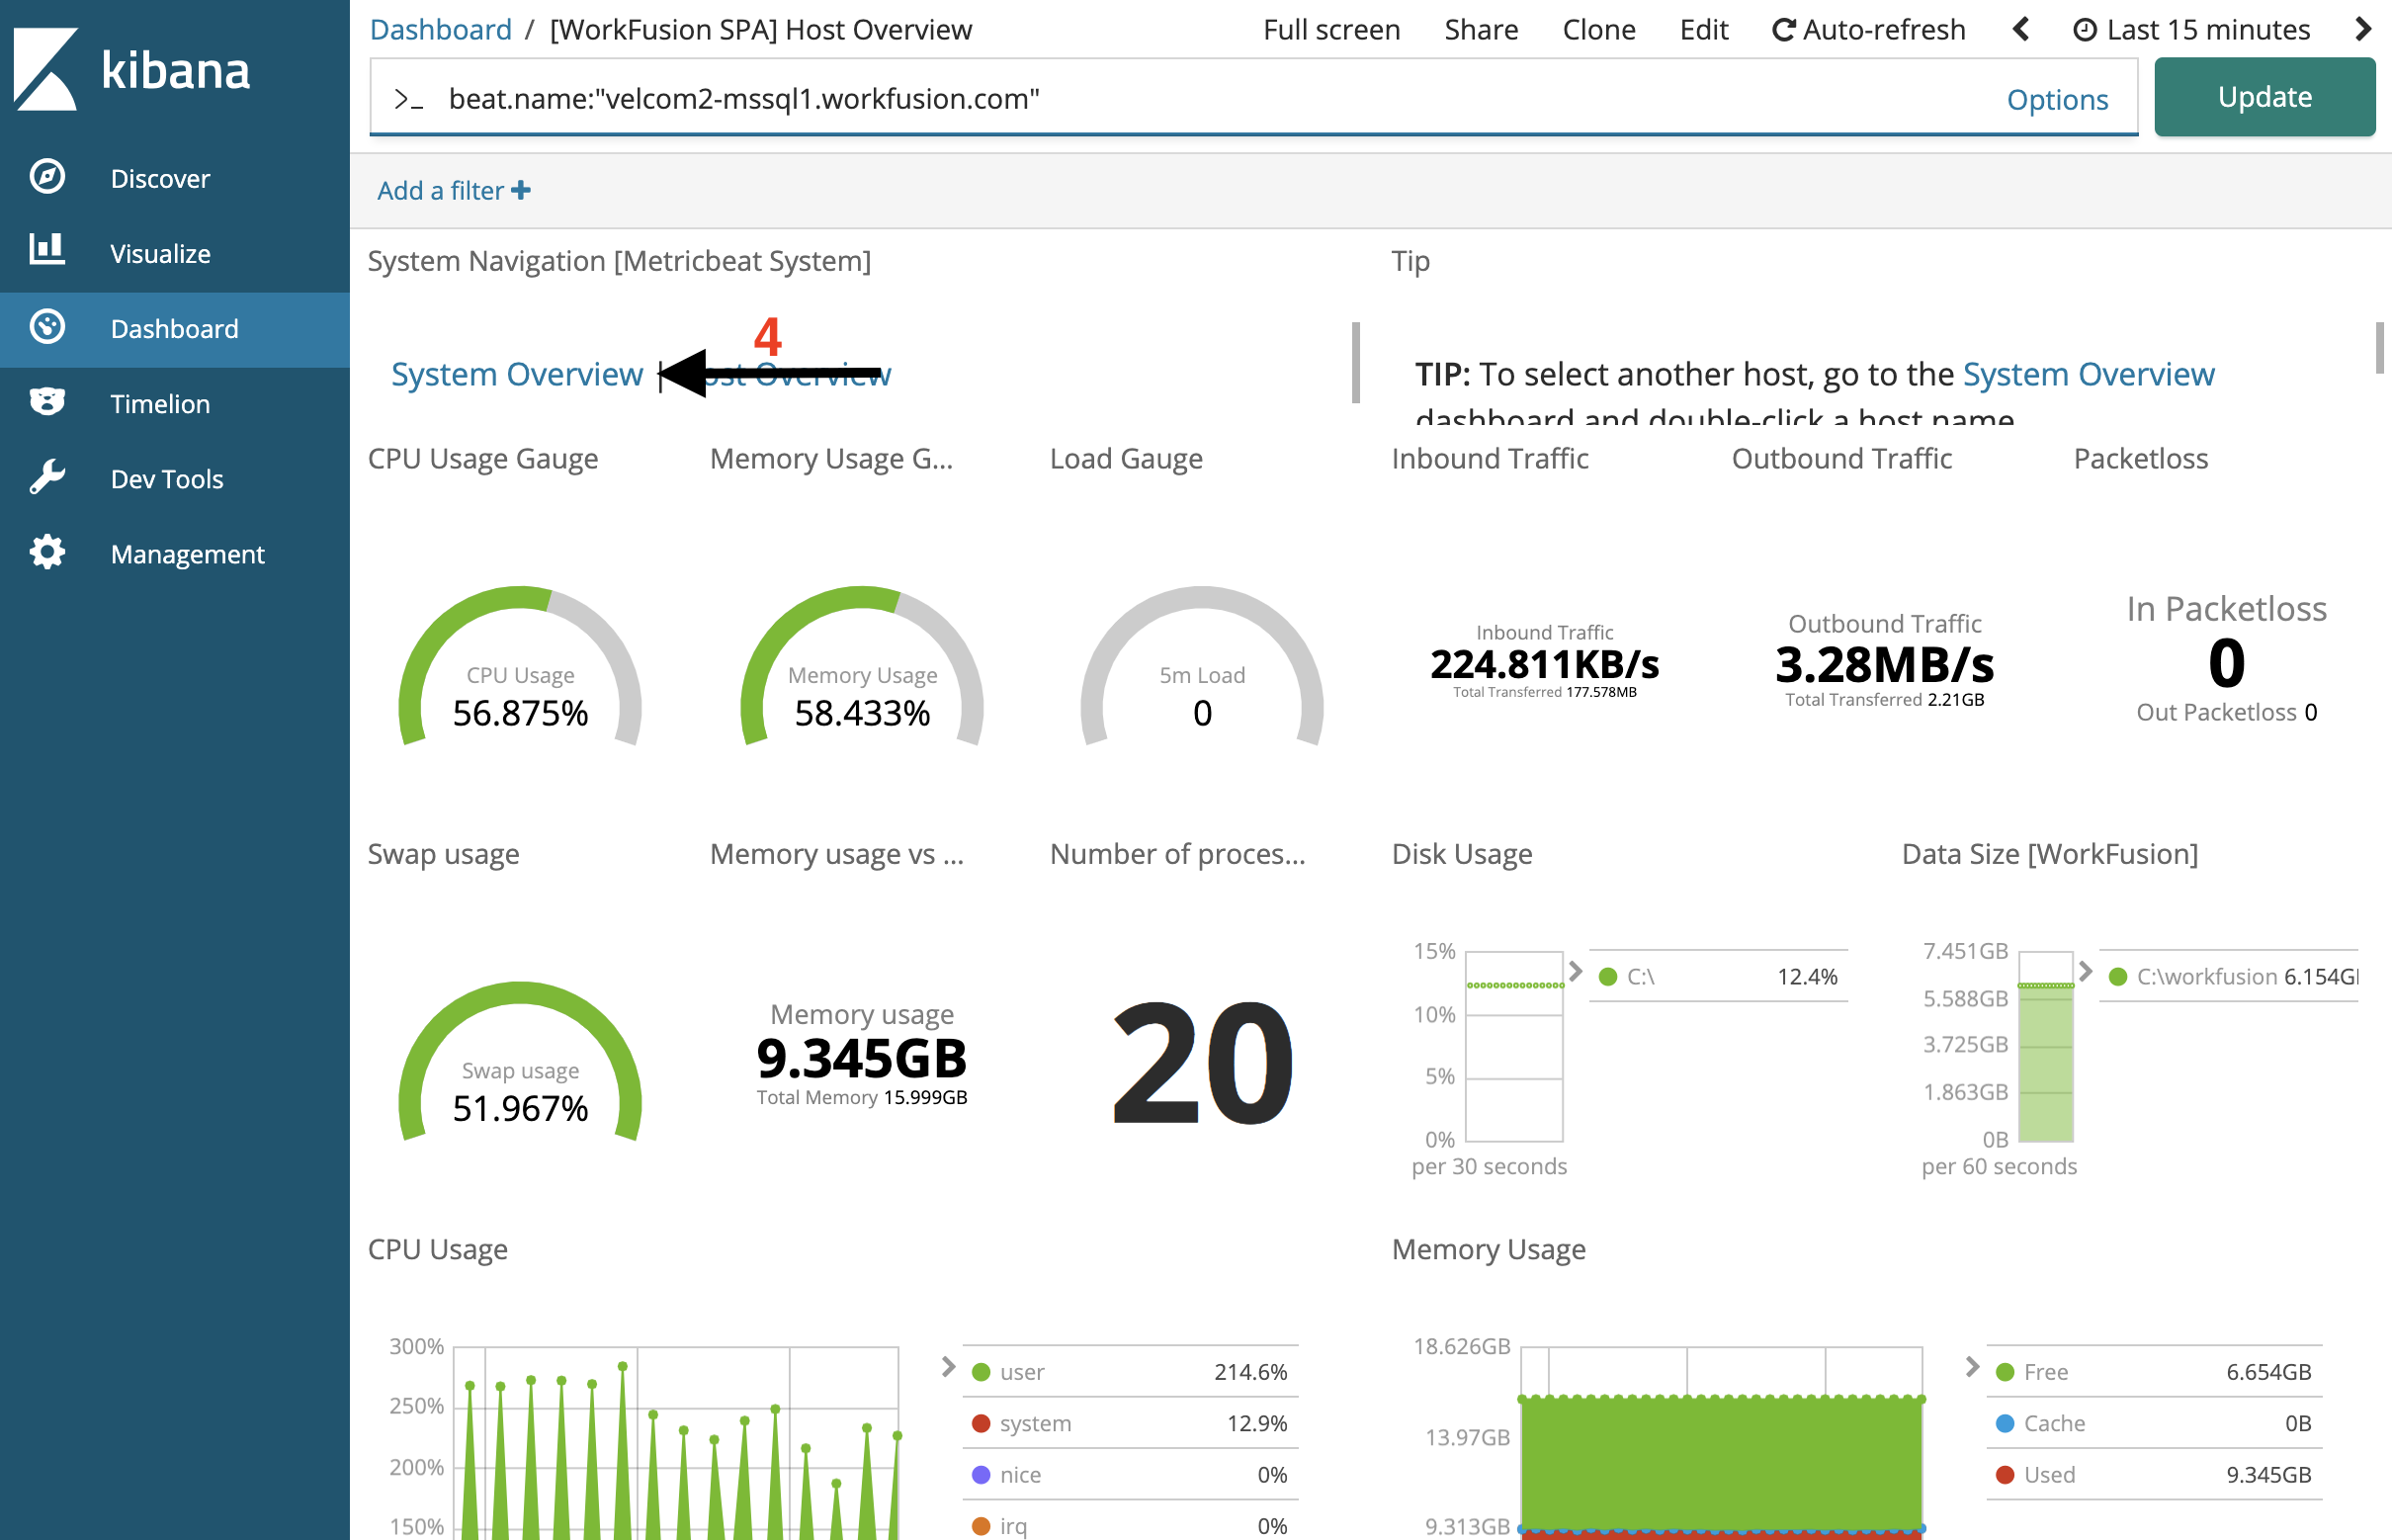 kibana
Discover
Visualize
Dashboard
Timelion
Dev Tools
Management
Dashboard / [WorkFusion SPA] Host Overview
Full screen Share Clone Edit Auto-refresh Last 15 minutes
>_ beat.name:"velcom2-mssql1.workfusion.com" Options Update
Add a filter
System Navigation [Metricbeat System]
4
System Overview | Overview
Tip
TIP: To select another host, go to the System Overview
dashboard and double-click a host name
CPU Usage Gauge
CPU Usage
56.875%
Memory Usage G...
Memory Usage
58.433%
Load Gauge
5m Load
0
Inbound Traffic
Inbound Traffic
224.811KB/s
Total Transferred 177.578MB
Outbound Traffic
Outbound Traffic
3.28MB/s
Total Transferred 2.21GB
Packetloss
In Packetloss
0
Out Packetloss 0
Swap usage
Swap usage
51.967%
Memory usage vs ...
Memory usage
9.345GB
Total Memory 15.999GB
Number of proces...
20
Disk Usage
15%
10%
5%
0%
per 30 seconds
C:\ 12.4%
Data Size [WorkFusion]
7.451GB
5.588GB
3.725GB
1.863GB
0B
per 60 seconds
C:\workfusion 6.154G
CPU Usage
300%
250%
200%
150%
user 214.6%
system 12.9%
nice 0%
irq 0%
Memory Usage
18.626GB
13.97GB
9.313GB
Free 6.654GB
Cache 0B
Used 9.345GB